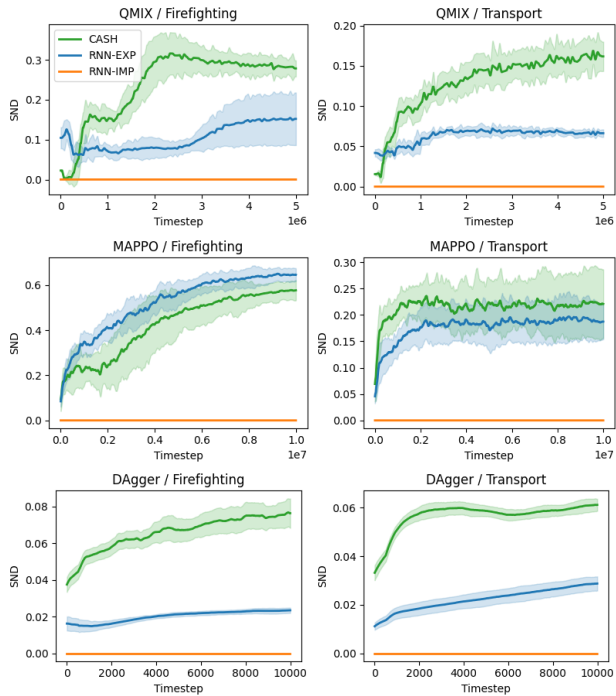 QMIX / Firefighting
CASH
RNN-EXP
RNN-IMP
SND
0.3
0.2
0.1
0.0
0 1 2 3 4 5
1e6
Timestep
QMIX / Transport
SND
0.20
0.15
0.10
0.05
0.00
0 1 2 3 4 5
1e6
Timestep
MAPPO / Firefighting
SND
0.6
0.4
0.2
0.0
0.0 0.2 0.4 0.6 0.8 1.0
1e7
Timestep
MAPPO / Transport
SND
0.30
0.25
0.20
0.15
0.10
0.05
0.00
0.0 0.2 0.4 0.6 0.8 1.0
1e7
Timestep
DAgger / Firefighting
SND
0.08
0.06
0.04
0.02
0.00
0 2000 4000 6000 8000 10000
Timestep
DAgger / Transport
SND
0.06
0.04
0.02
0.00
0 2000 4000 6000 8000 10000
Timestep